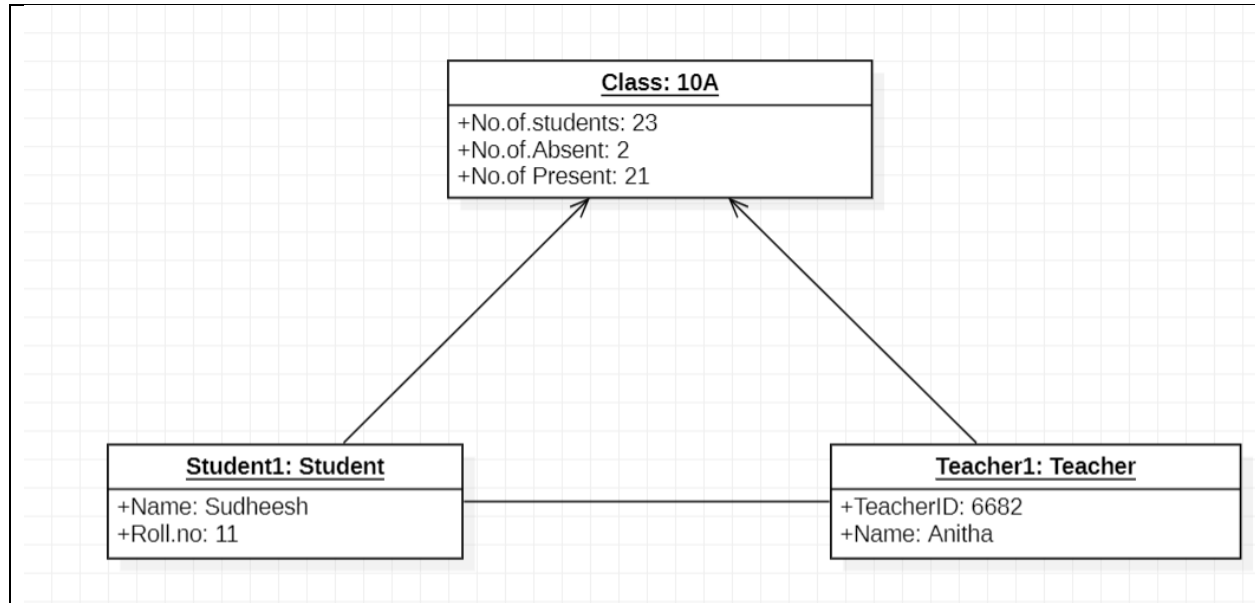 Class: 10A
+No.of.students: 23
+No.of.Absent: 2
+No.of Present: 21
Student1: Student
+Name: Sudheesh
+Roll.no: 11
Teacher1: Teacher
+TeacherID: 6682
+Name: Anitha